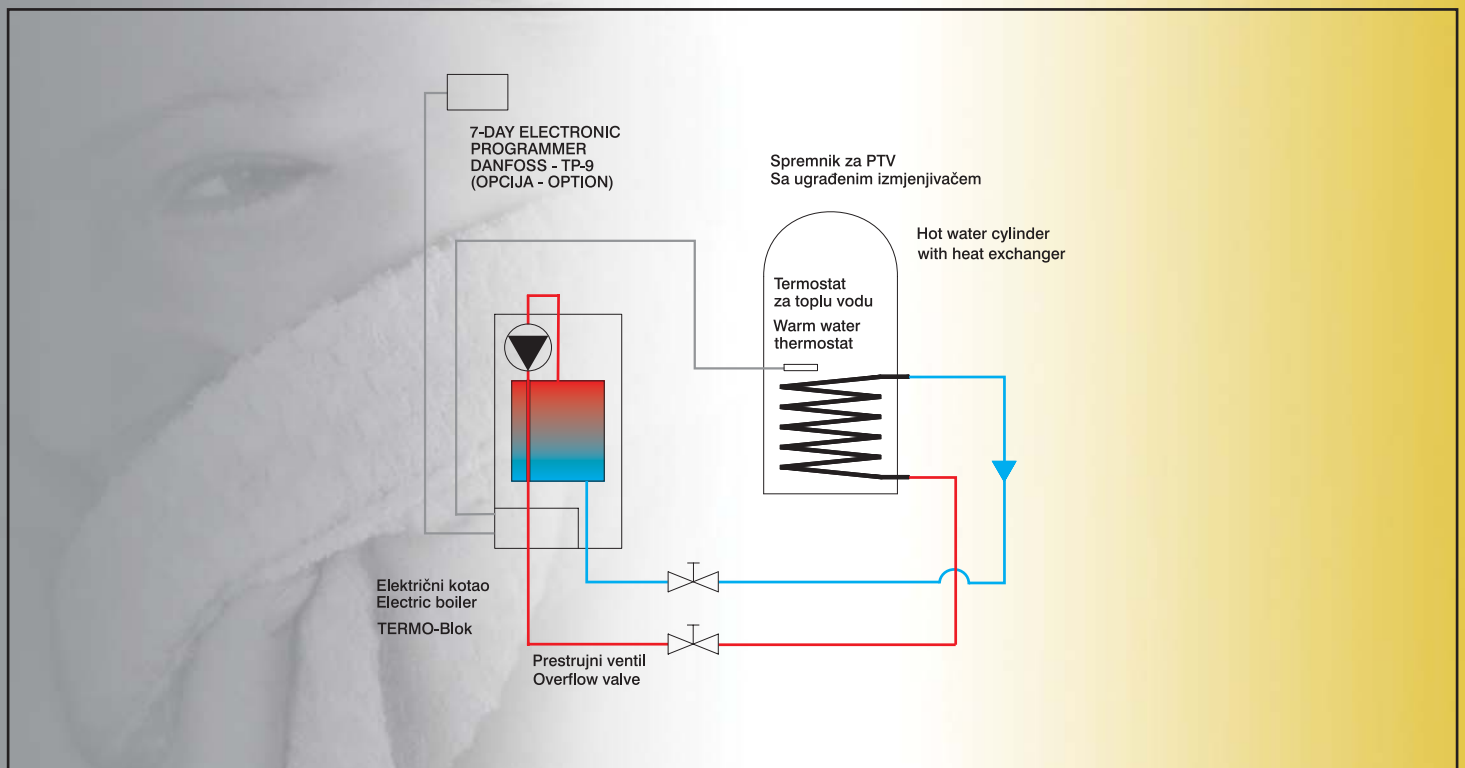 7-DAY ELECTRONIC
PROGRAMMER
DANFOSS - TP-9
(OPCIJA - OPTION)
Spremnik za PTV
Sa ugrađenim izmjenjivačem
Hot water cylinder
with heat exchanger
Termostat
za toplu vodu
Warm water
thermostat
Električni kotao
Electric boiler
TERMO-Blok
Prestrujni ventil
Overflow valve